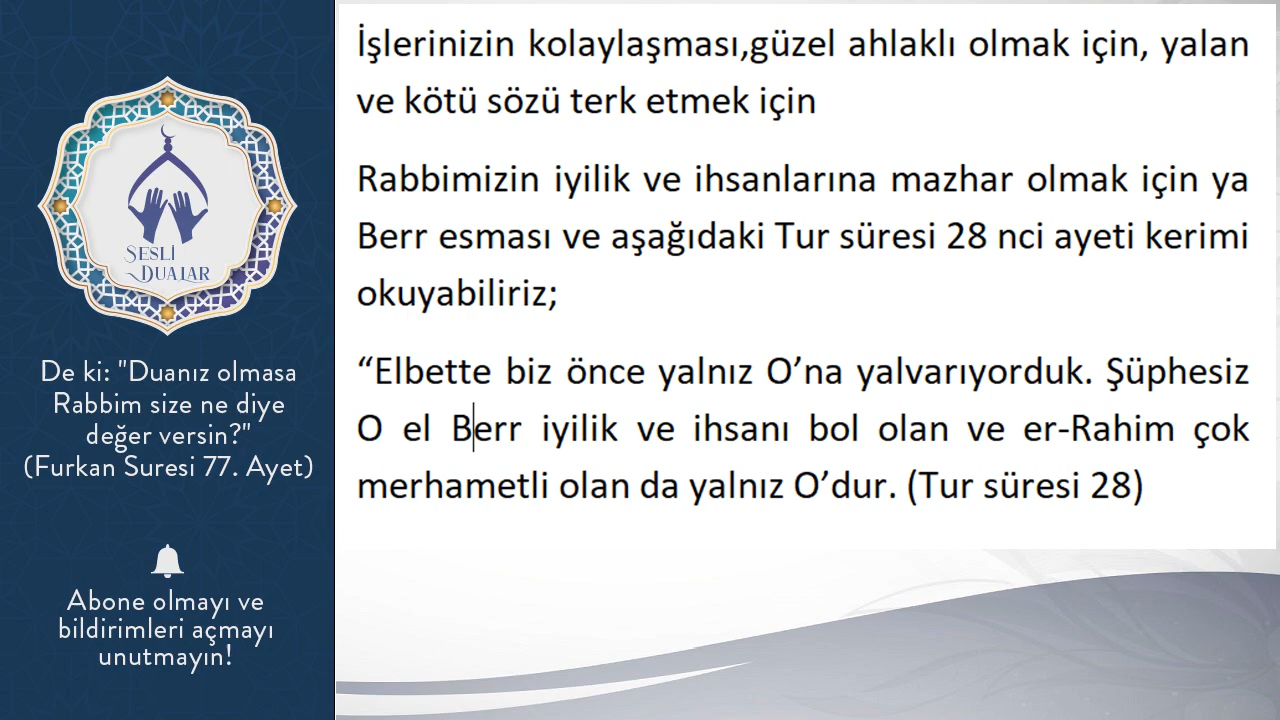 SESLİ
DUALAR
De ki: "Duanız olmasa
Rabbim size ne diye
değer versin?"
(Furkan Suresi 77. Ayet)
Abone olmayı ve
bildirimleri açmayı
unutmayın!
İşlerinizin kolaylaşması,güzel ahlaklı olmak için, yalan
ve kötü sözü terk etmek için
Rabbimizin iyilik ve ihsanlarına mazhar olmak için ya
Berr esması ve aşağıdaki Tur süresi 28 nci ayeti kerimi
okuyabiliriz;
“Elbette biz önce yalnız O’na yalvarıyorduk. Şüphesiz
O el Berr iyilik ve ihsanı bol olan ve er-Rahim çok
merhametli olan da yalnız O’dur. (Tur süresi 28)